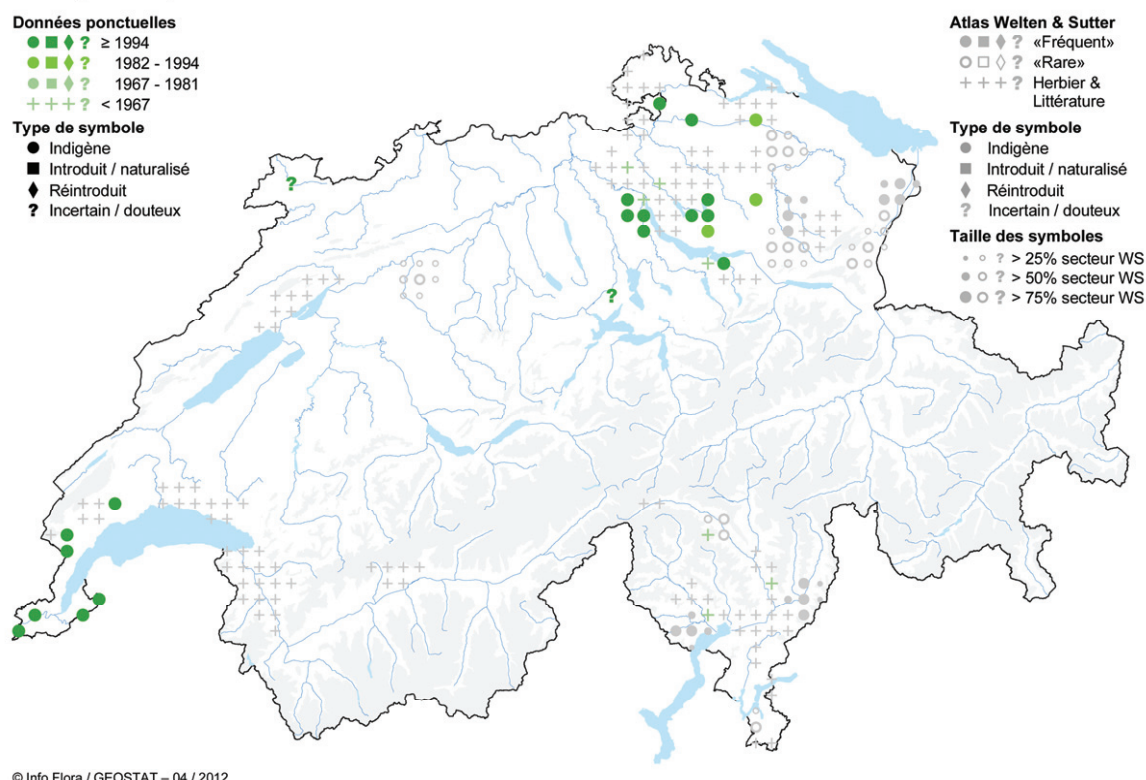 Données ponctuelles
? ≥ 1994
? 1982 - 1994
? 1967 - 1981
+ + + ? < 1967
Type de symbole
Indigène
Introduit / naturalisé
Réintroduit
? Incertain / douteux
Atlas Welten & Sutter
? «Fréquent»
? «Rare»
+ + + ? Herbier &
Littérature
Type de symbole
Indigène
Introduit / naturalisé
Réintroduit
? Incertain / douteux
Taille des symboles
? > 25% secteur WS
? > 50% secteur WS
? > 75% secteur WS
?
?
© Info Flora / GEOSTAT – 04 / 2012